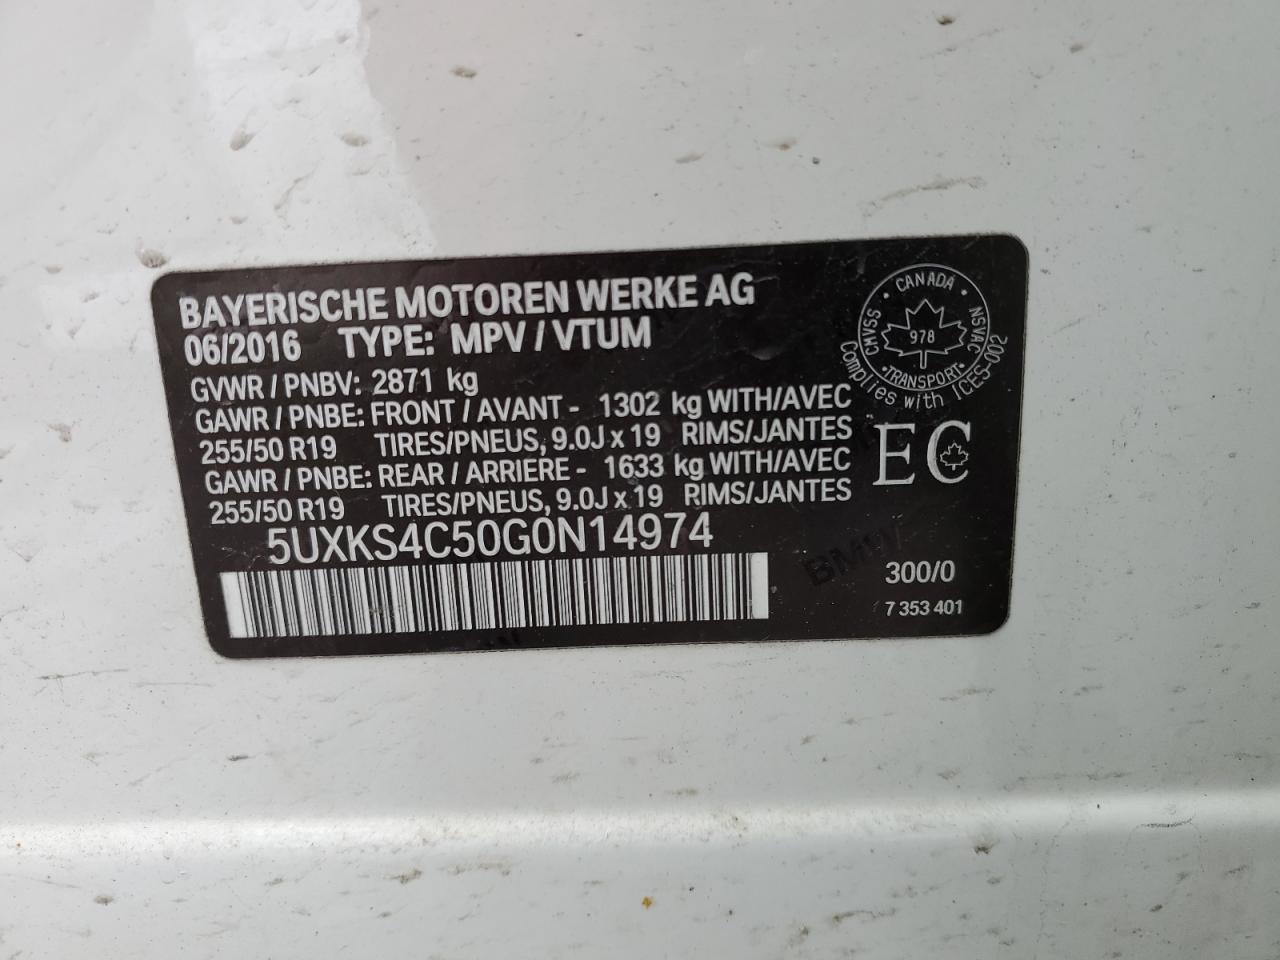 BAYERISCHE MOTOREN WERKE AG
06/2016 TYPE: MPV / VTUM
GVWR / PNBV: 2871 kg
GAWR / PNBE: FRONT / AVANT - 1302 kg WITH/AVEC
255/50 R19 TIRES/PNEUS, 9.0J x 19 RIMS/JANTES
GAWR / PNBE: REAR / ARRIÈRE - 1633 kg WITH/AVEC
255/50 R19 TIRES/PNEUS, 9.0J x 19 RIMS/JANTES
5UXKS4C50G0N14974
CANADA
CMVSS
NSVAC
978
TRANSPORT
Complies with ICES-002
EC
BMW
300/0
7 353 401